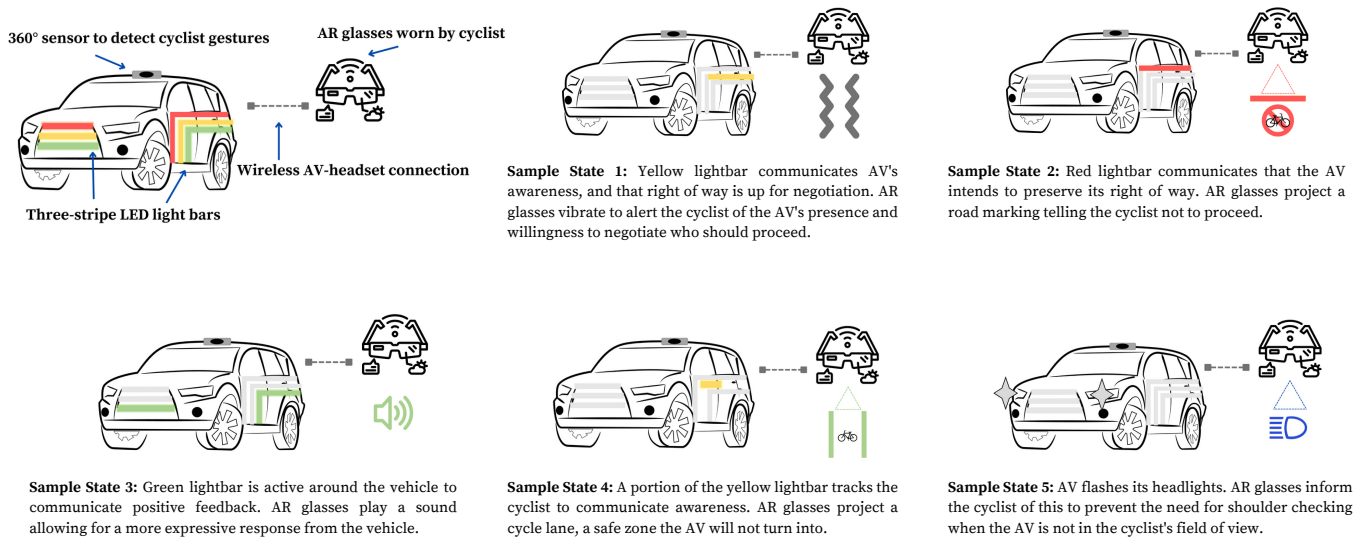 360° sensor to detect cyclist gestures
AR glasses worn by cyclist
Wireless AV-headset connection
Three-stripe LED light bars
Sample State 1: Yellow lightbar communicates AV's
awareness, and that right of way is up for negotiation. AR
glasses vibrate to alert the cyclist of the AV's presence and
willingness to negotiate who should proceed.
Sample State 2: Red lightbar communicates that the AV
intends to preserve its right of way. AR glasses project a
road marking telling the cyclist not to proceed.
Sample State 3: Green lightbar is active around the vehicle to
communicate positive feedback. AR glasses play a sound
allowing for a more expressive response from the vehicle.
Sample State 4: A portion of the yellow lightbar tracks the
cyclist to communicate awareness. AR glasses project a
cycle lane, a safe zone the AV will not turn into.
Sample State 5: AV flashes its headlights. AR glasses inform
the cyclist of this to prevent the need for shoulder checking
when the AV is not in the cyclist's field of view.